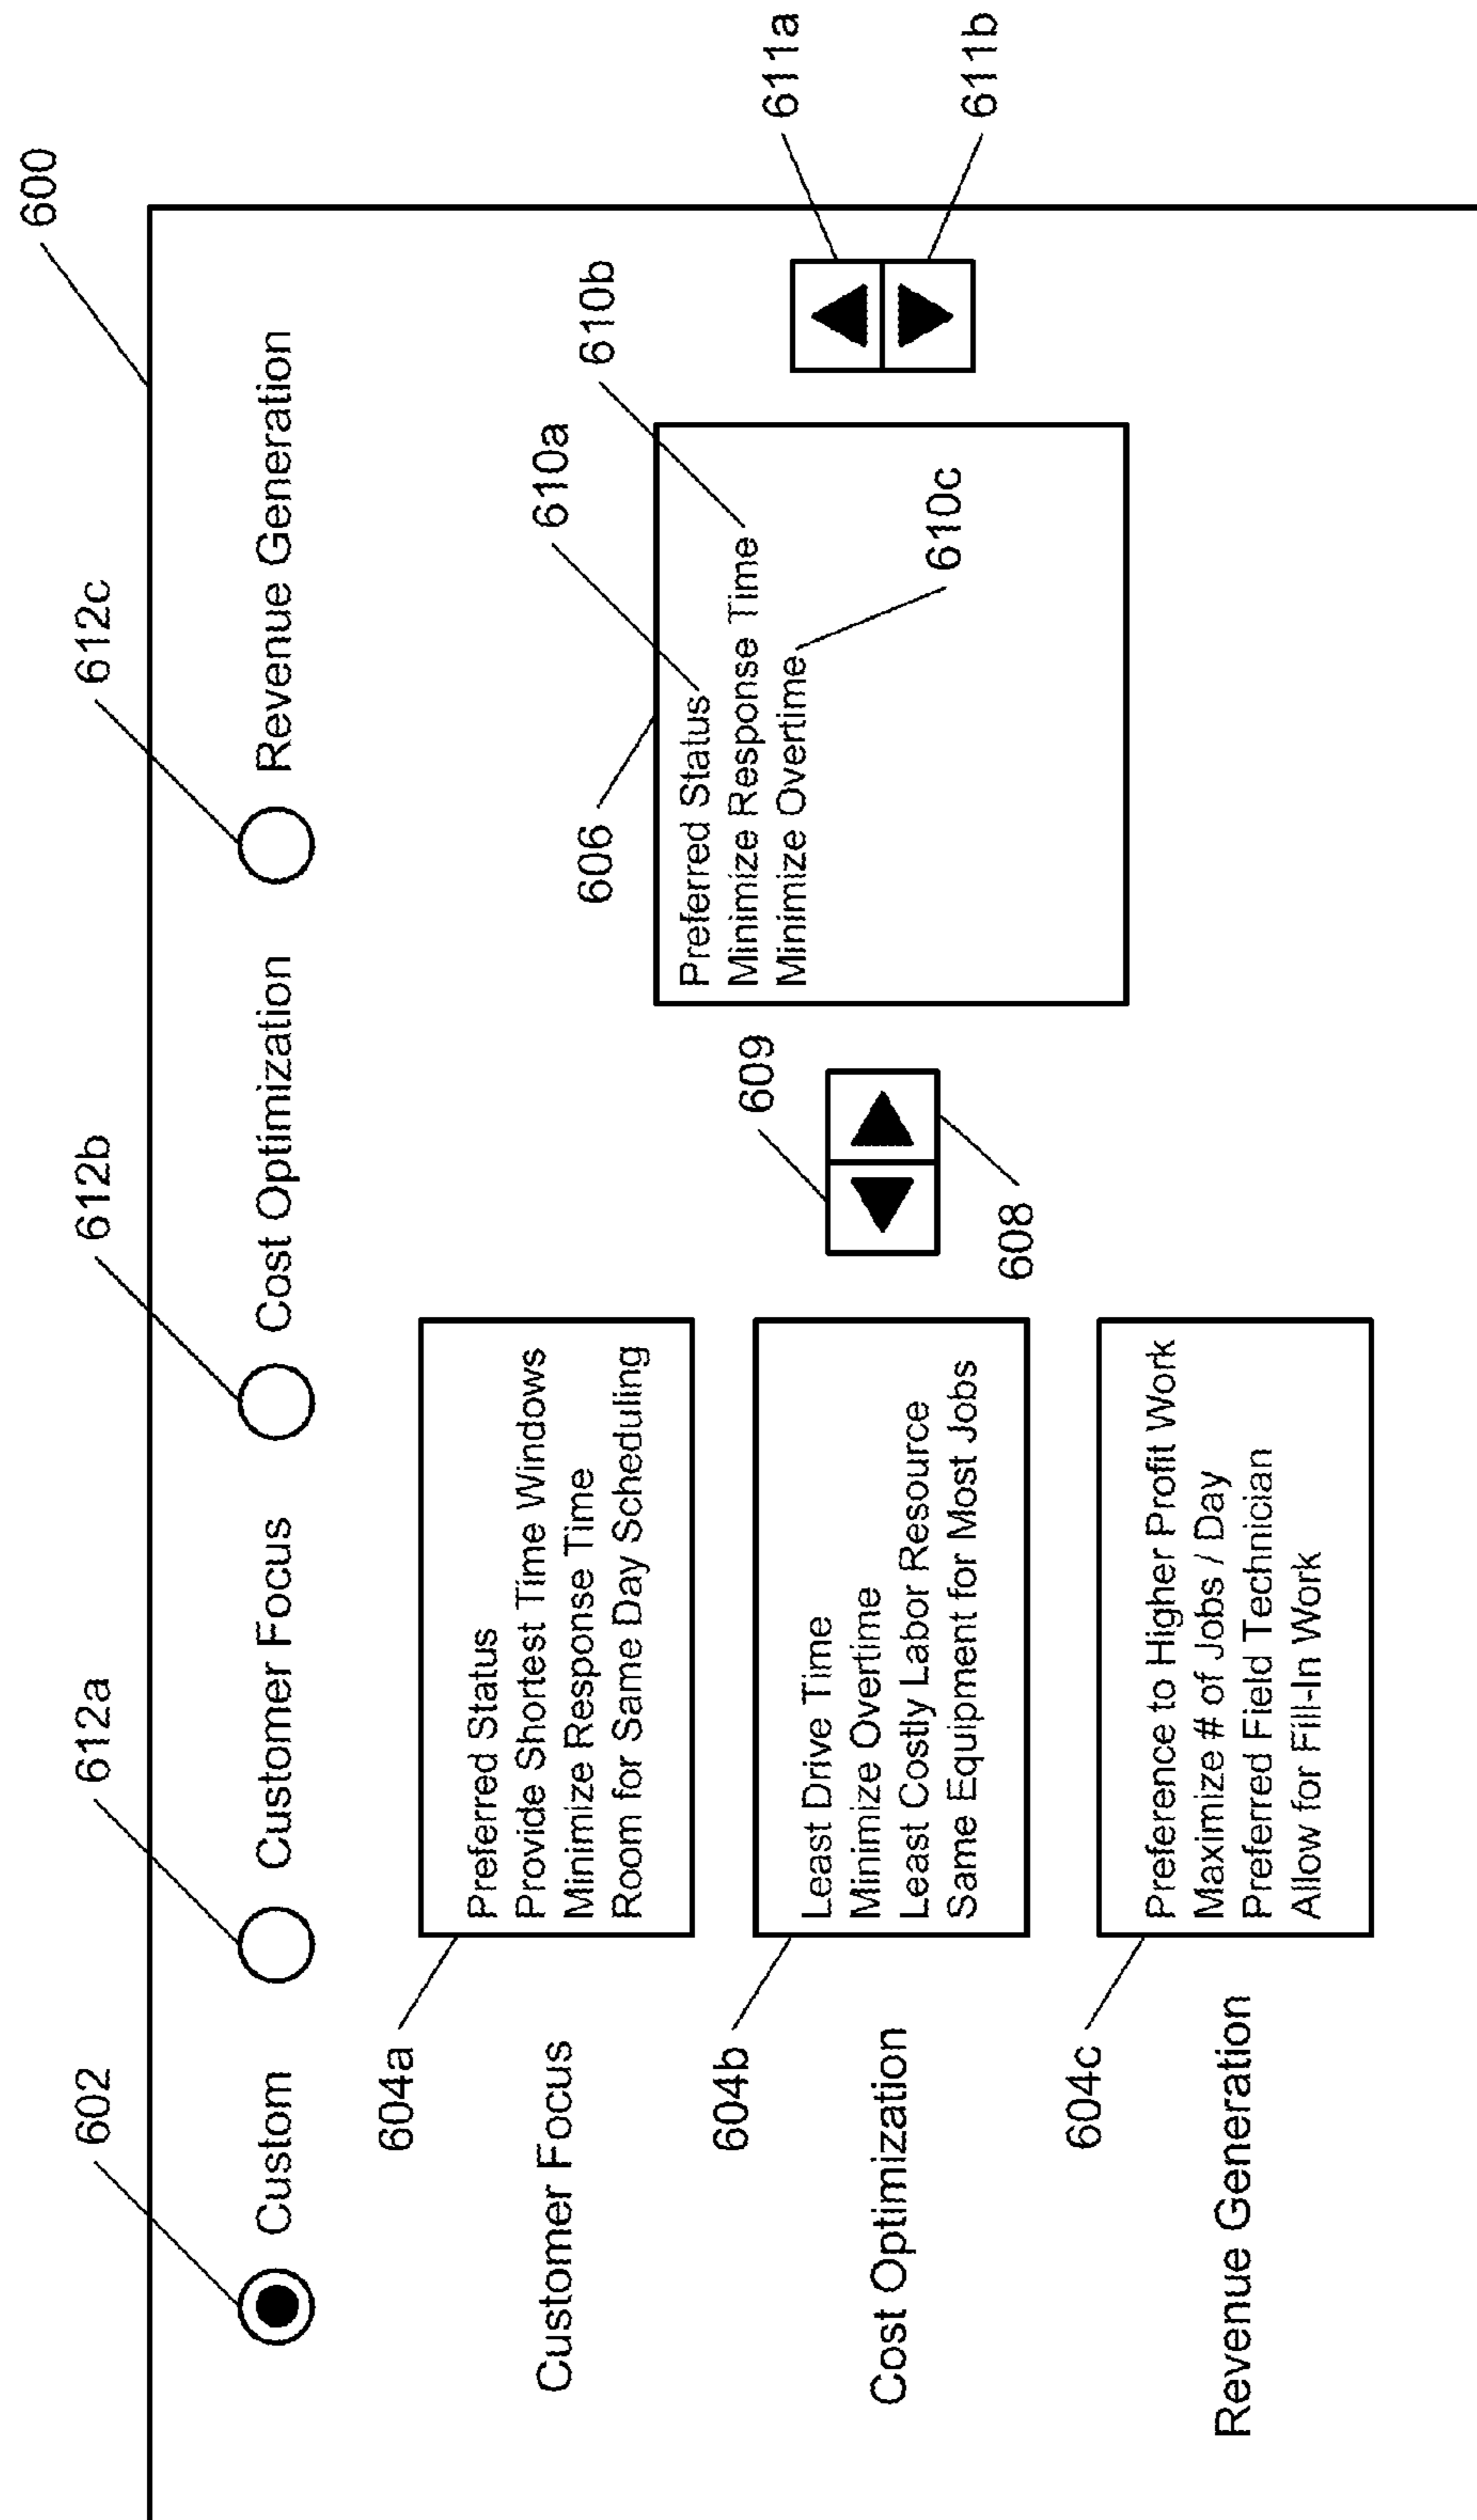 600
602
612a
612b
612c
Custom
Customer Focus
Cost Optimization
Revenue Generation
604a
Customer Focus
Preferred Status
Provide Shortest Time Windows
Minimize Response Time
Room for Same Day Scheduling
604b
Cost Optimization
Least Drive Time
Minimize Overtime
Least Costly Labor Resource
Same Equipment for Most Jobs
604c
Revenue Generation
Preference to Higher Profit Work
Maximize # of Jobs / Day
Preferred Field Technician
Allow for Fill-In Work
609
608
606
610a
610b
Preferred Status
Minimize Response Time
Minimize Overtime
610c
611a
611b